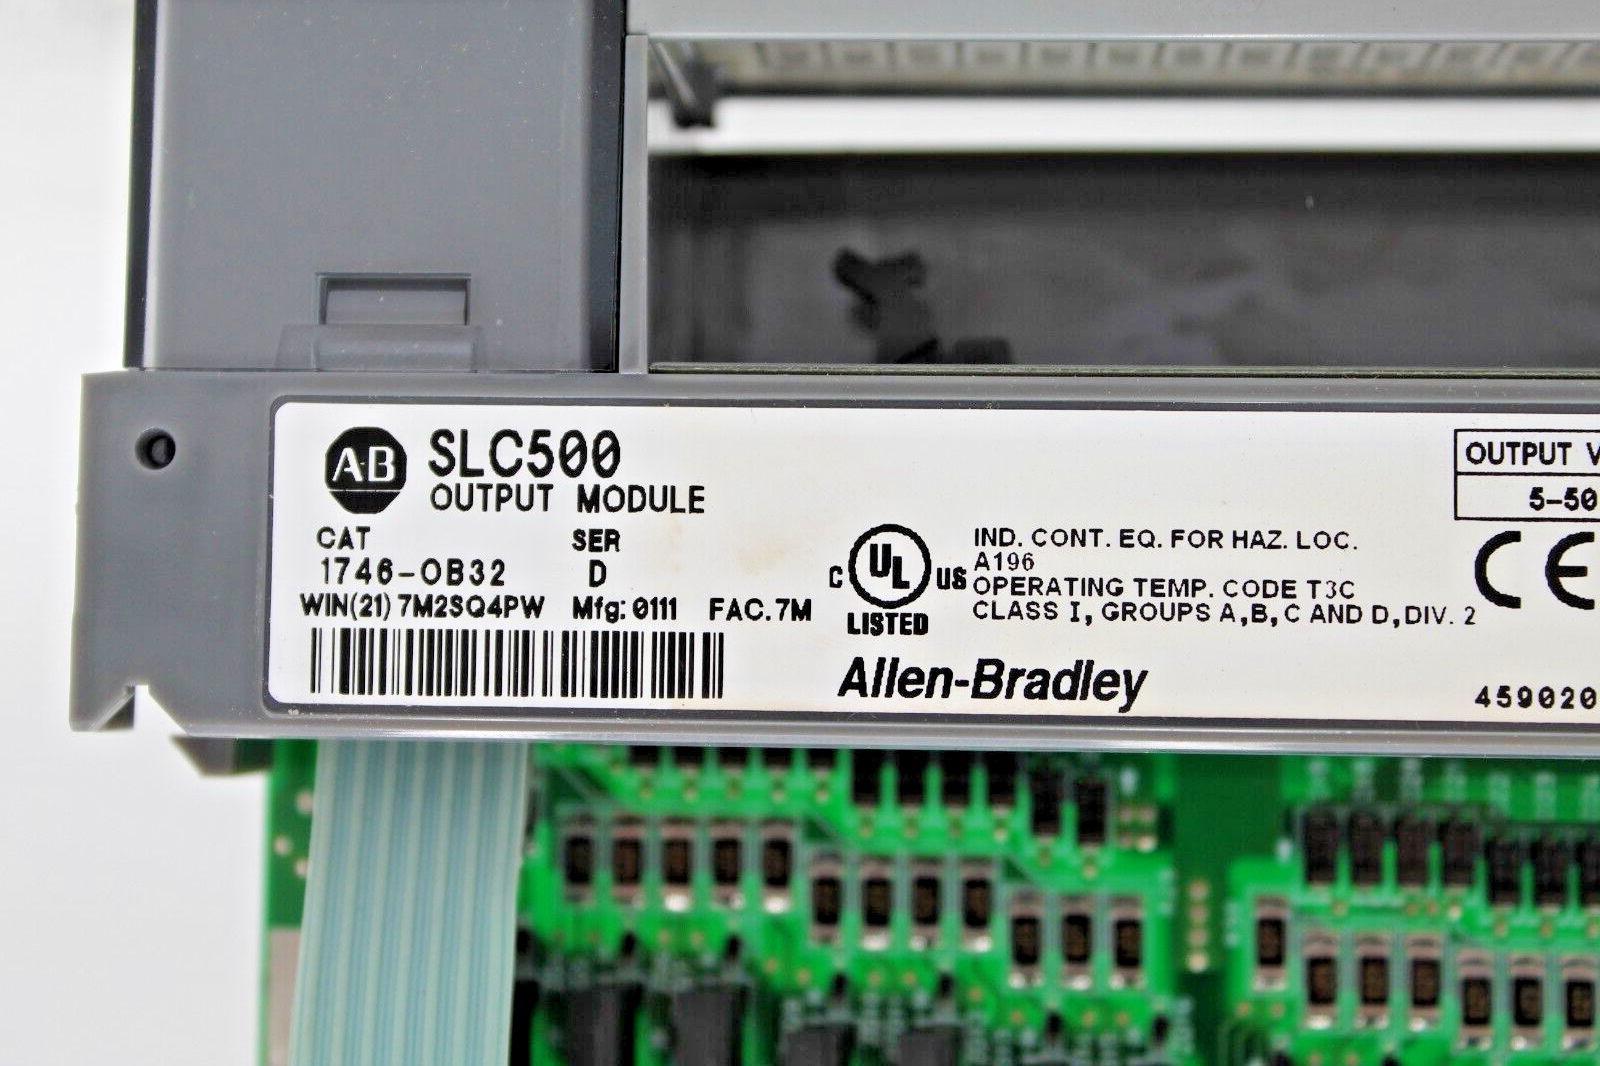 A·B SLC500
OUTPUT MODULE
CAT SER
1746-OB32 D
WIN(21) 7M2SQ4PW Mfg: 0111 FAC.7M
C UL US
LISTED
IND. CONT. EQ. FOR HAZ. LOC.
A196
OPERATING TEMP. CODE T3C
CLASS I, GROUPS A, B, C AND D, DIV. 2
Allen-Bradley
OUTPUT V
5-50
CE
459020